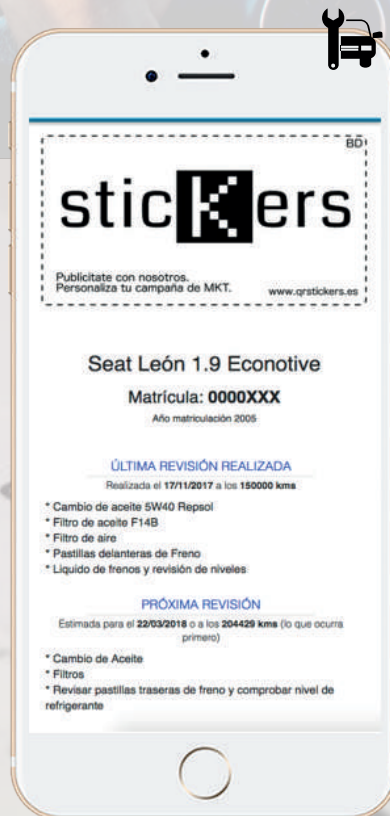 BD
sticKers
Publicitate con nosotros.
Personaliza tu campaña de MKT.
www.qrstickers.es
Seat León 1.9 Econotive
Matrícula: 0000XXX
Año matriculación 2005
ÚLTIMA REVISIÓN REALIZADA
Realizada el 17/11/2017 a los 150000 kms
* Cambio de aceite 5W40 Repsol
* Filtro de aceite F14B
* Filtro de aire
* Pastillas delanteras de Freno
* Liquido de frenos y revisión de niveles
PRÓXIMA REVISIÓN
Estimada para el 22/03/2018 o a los 204429 kms (lo que ocurra
primero)
* Cambio de Aceite
* Filtros
* Revisar pastillas traseras de freno y comprobar nivel de
refrigerante